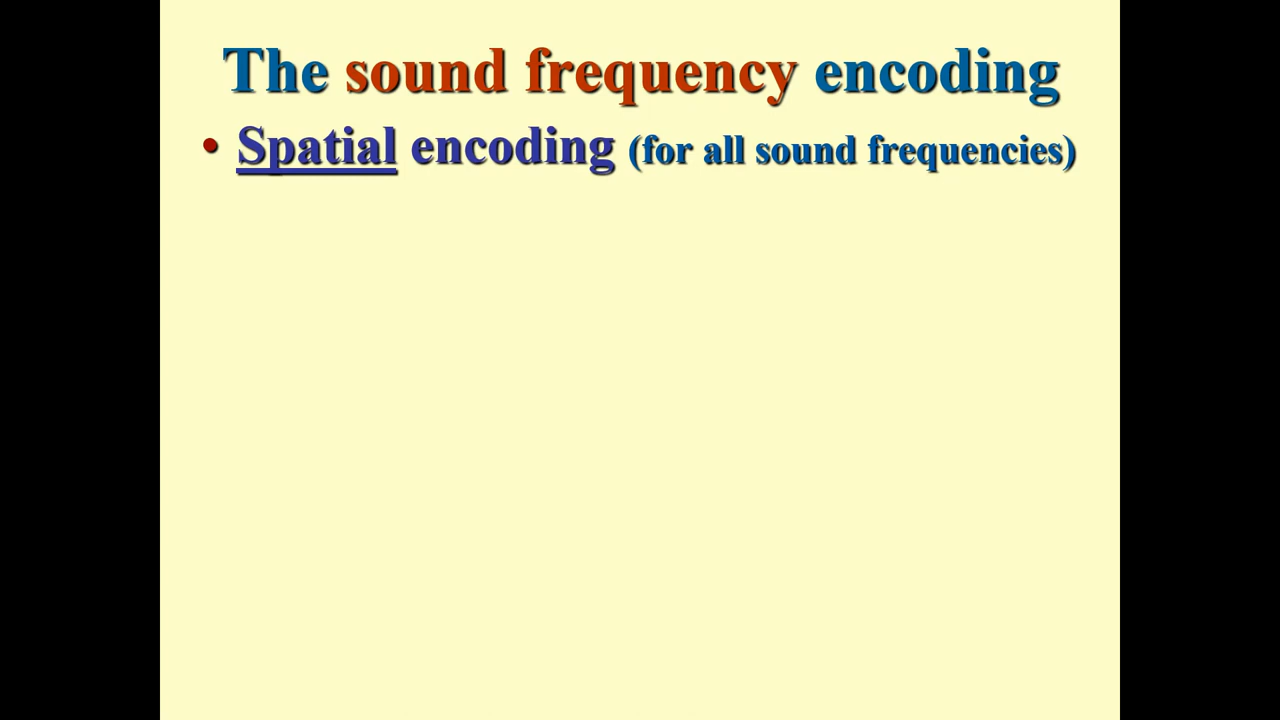 The sound frequency encoding
• Spatial encoding (for all sound frequencies)